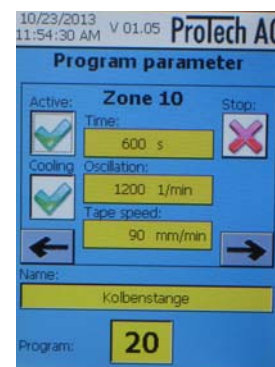 10/23/2013
11:54:30 AM V 01.05 ProTech AG
Program parameter
Active: Zone 10 Stop:
Time:
600 s
Cooling Oscillation:
1200 1/min
Tape speed:
90 mm/min
Name:
Kolbenstange
Program: 20